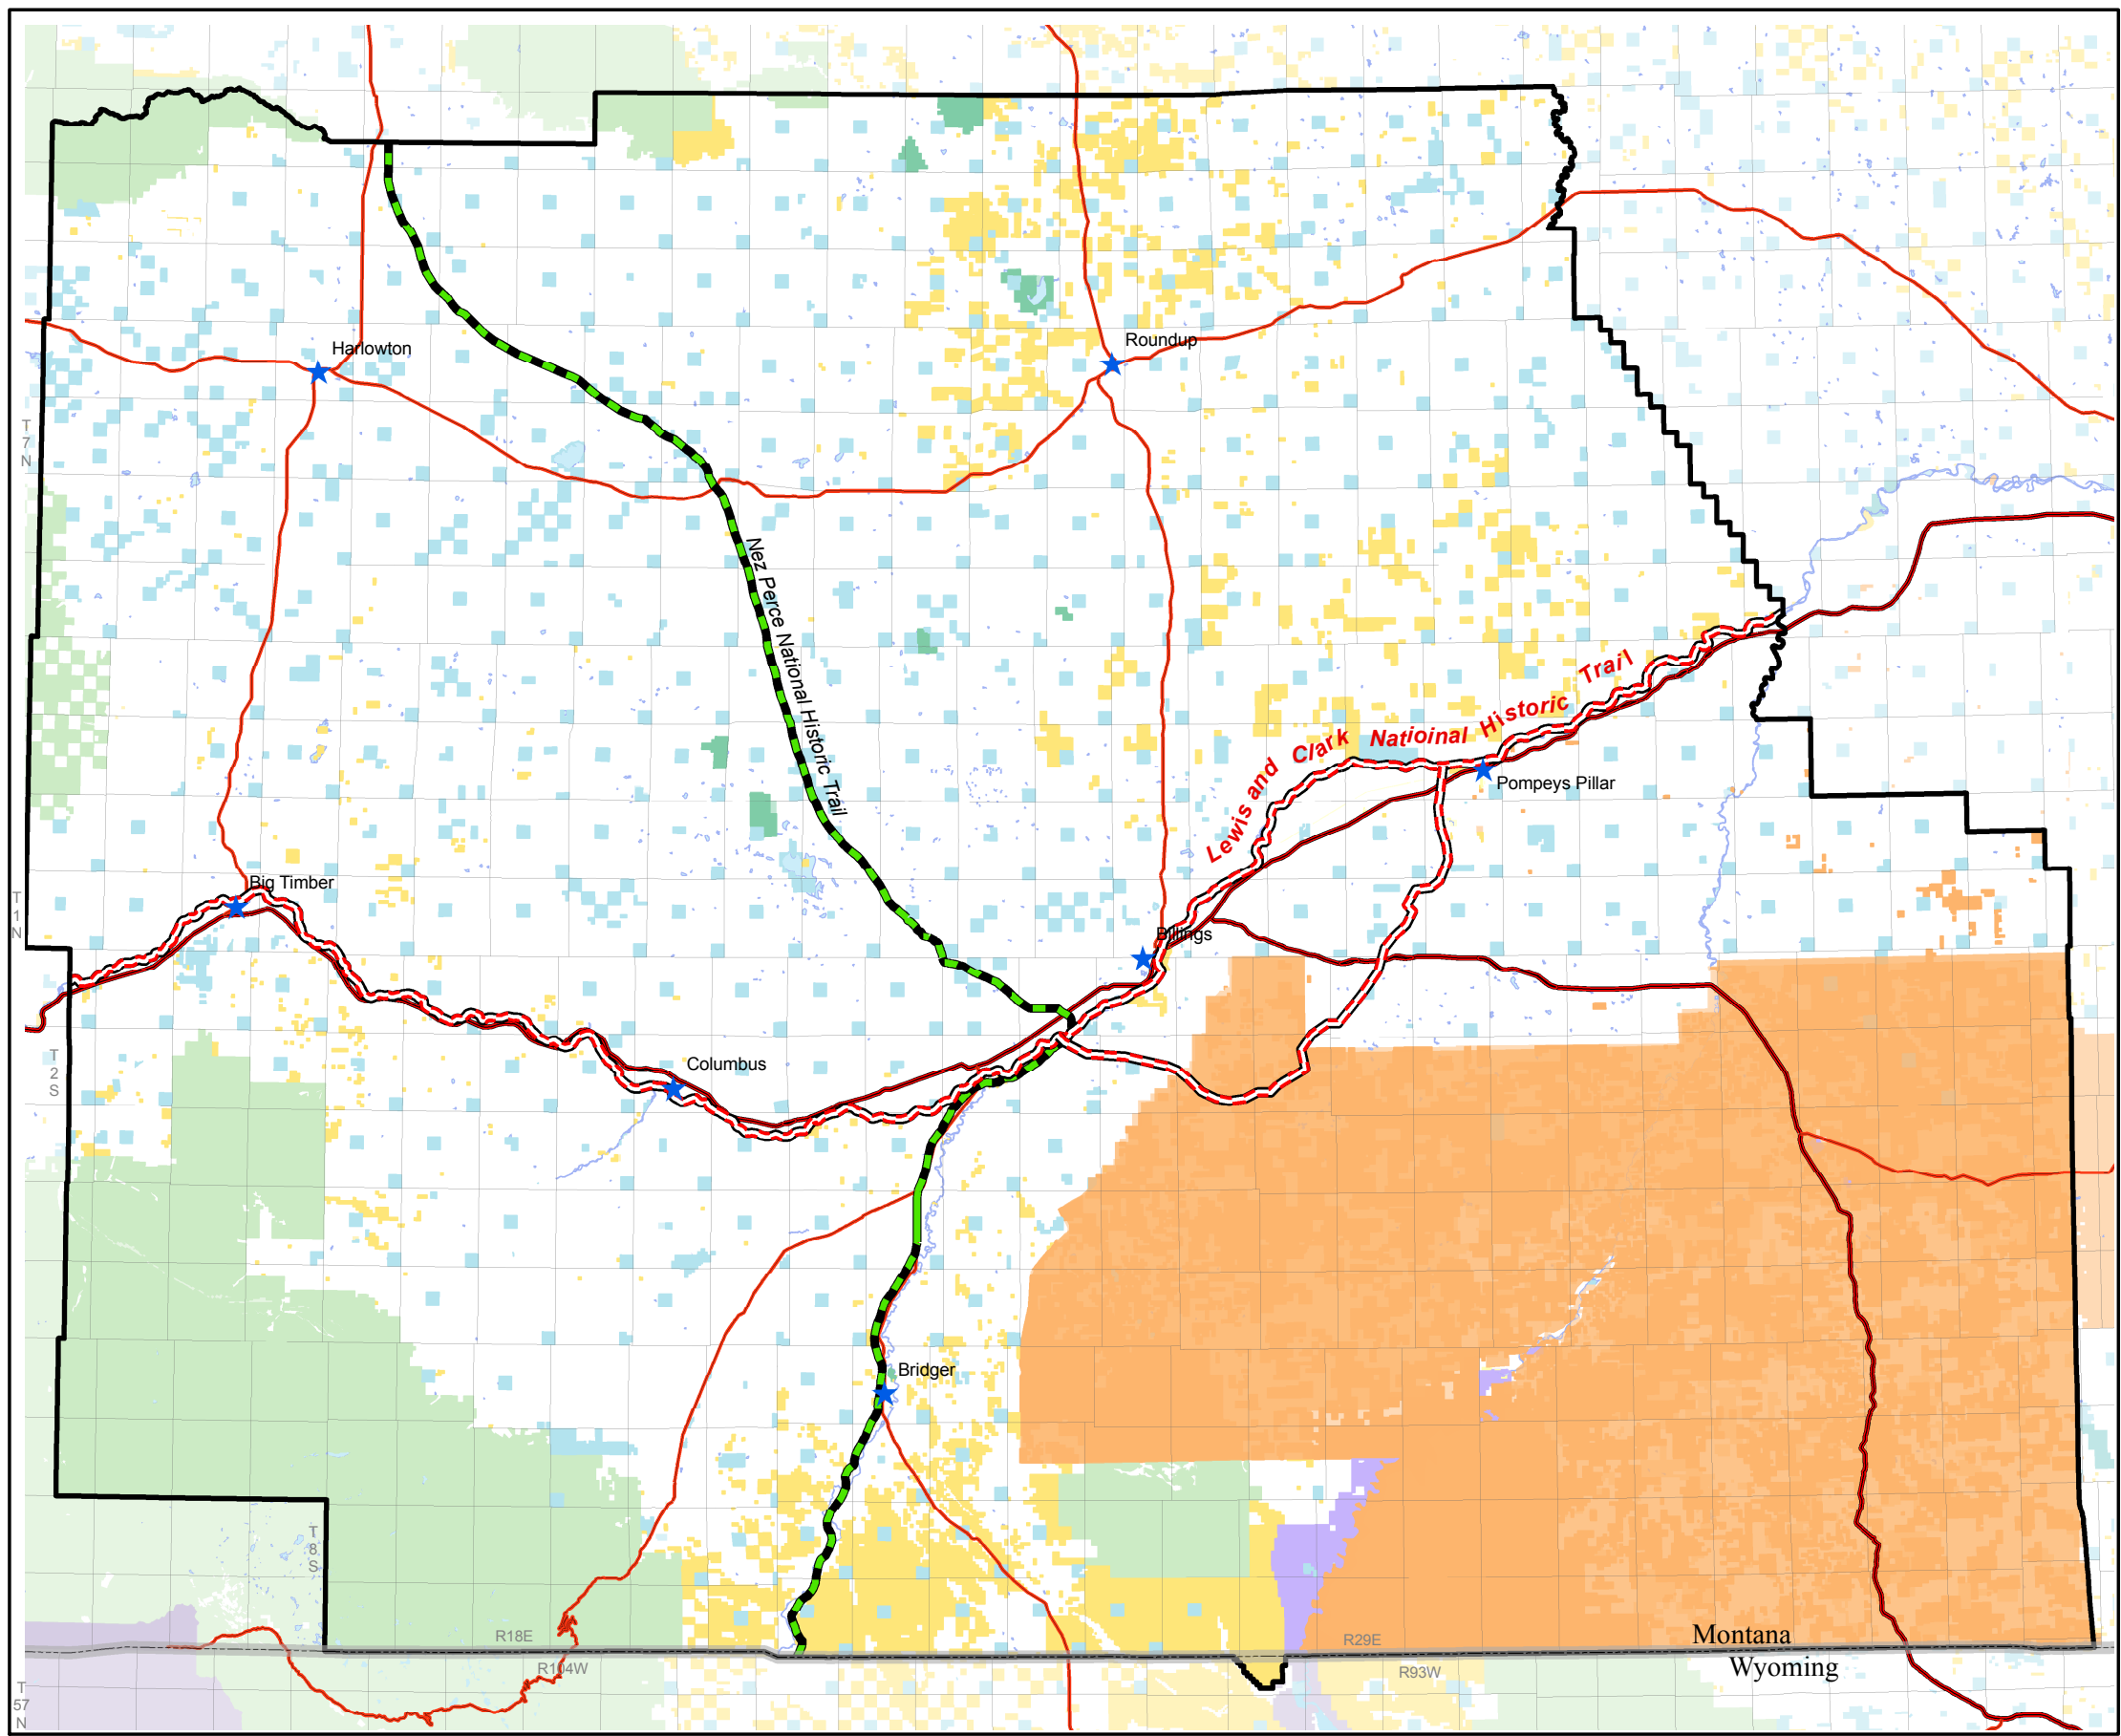 Harlowton
Roundup
T
7
N
Nez Perce National Historic Trail
Lewis and Clark Natioinal Historic Trail
Pompeys Pillar
Big Timber
T
1
N
Billings
T
2
S
Columbus
Bridger
T
8
S
R18E
R29E
Montana
R104W
R93W
Wyoming
T
57
N